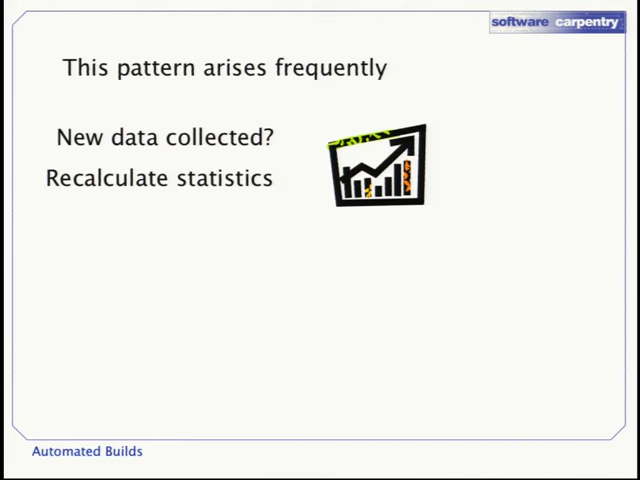 software carpentry
This pattern arises frequently
New data collected?
Recalculate statistics
Automated Builds